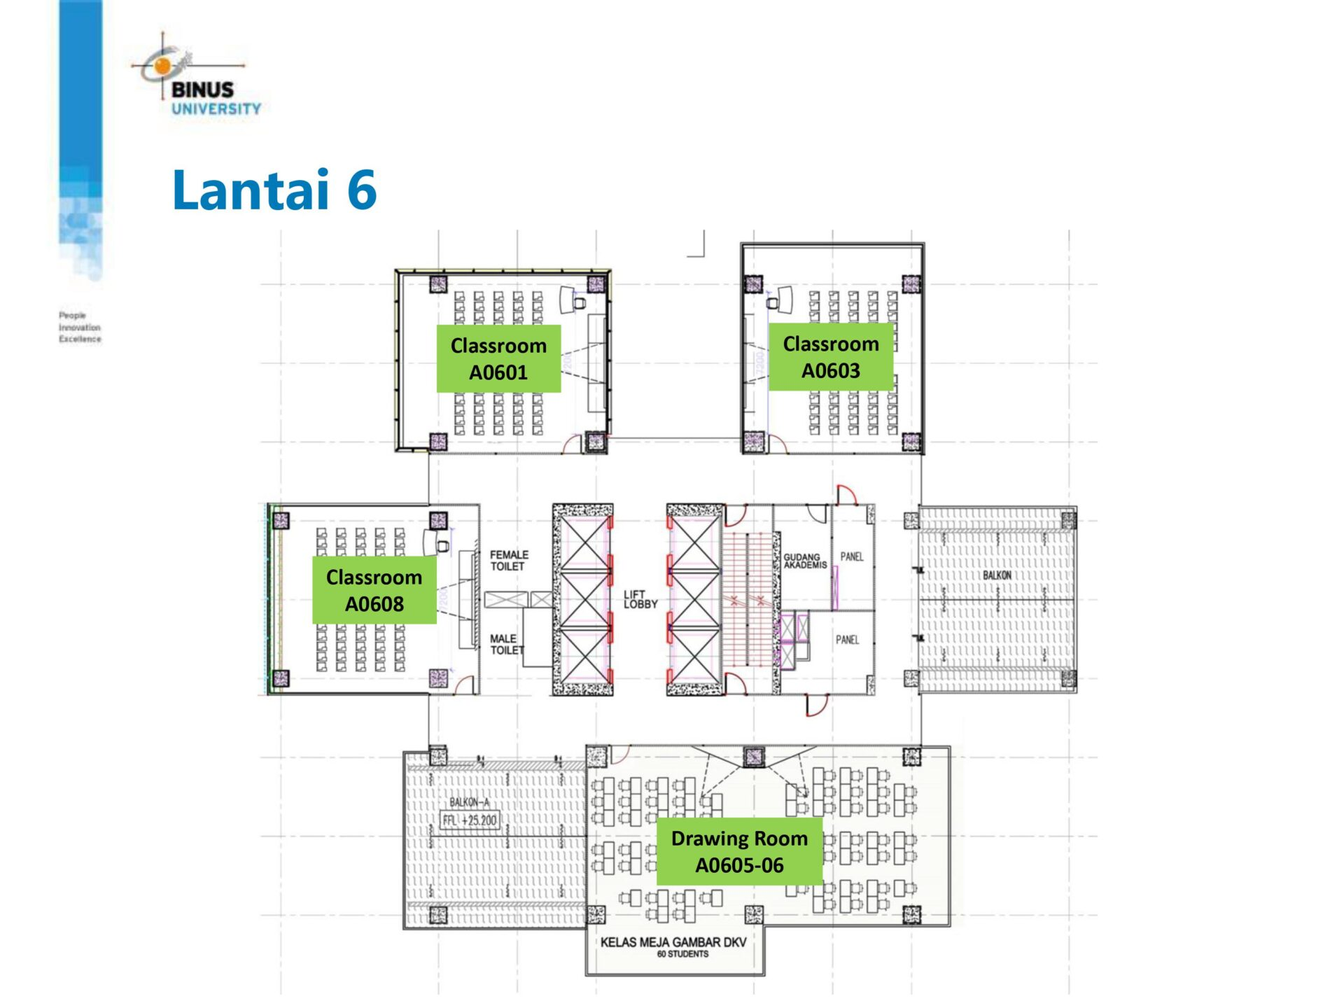 BINUS
UNIVERSITY
Lantai 6
People
Innovation
Excellence
Classroom
A0601
Classroom
A0603
Classroom
A0608
FEMALE
TOILET
MALE
TOILET
LIFT
LOBBY
GUDANG
AKADEMIS
PANEL
PANEL
BALKON
BALKON-A
FFL +25.200
Drawing Room
A0605-06
KELAS MEJA GAMBAR DKV
60 STUDENTS